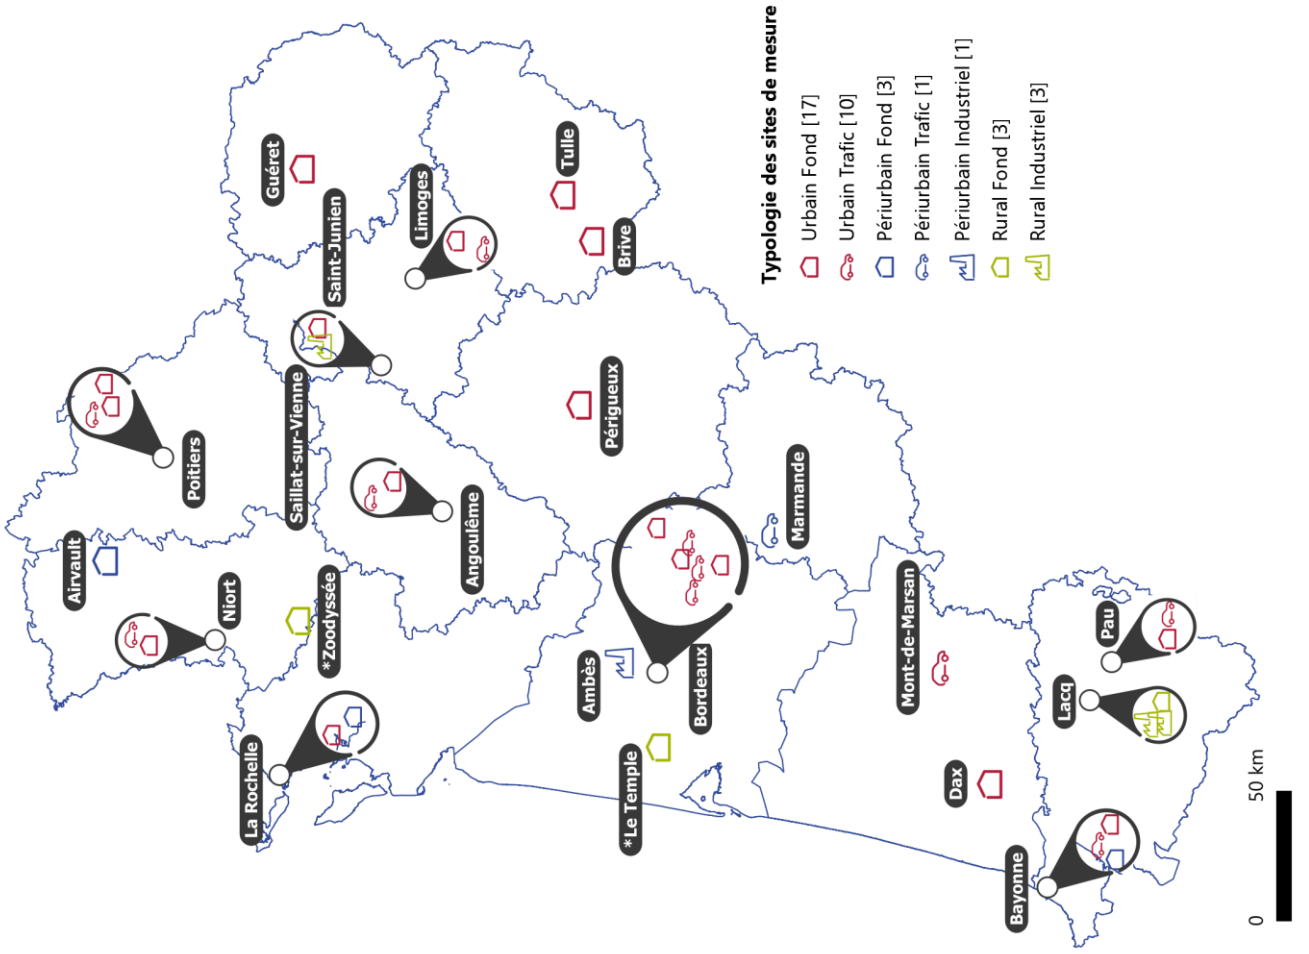 Airvault
Poitiers
Niort
Guéret
Saint-Junien
Saillat-sur-Vienne
*Zoodyssée
La Rochelle
Limoges
Angoulême
Tulle
Brive
Périgueux
Ambès
*Le Temple
Bordeaux
Marmande
Mont-de-Marsan
Dax
Bayonne
Lacq
Pau
Typologie des sites de mesure
Urbain Fond [17]
Urbain Trafic [10]
Périurbain Fond [3]
Périurbain Trafic [1]
Périurbain Industriel [1]
Rural Fond [3]
Rural Industriel [3]
0 50 km